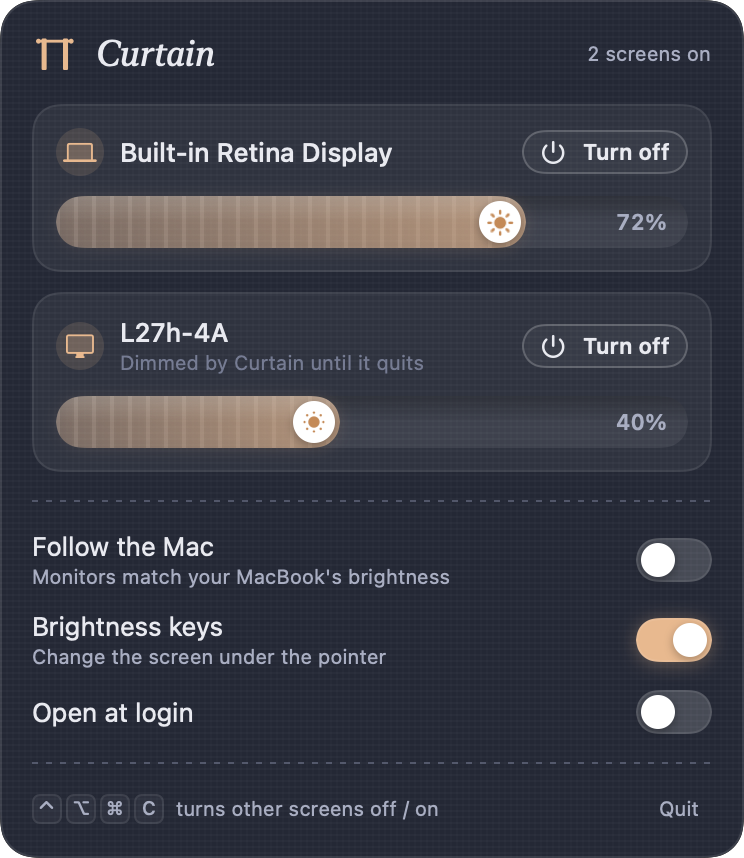 Curtain
2 screens on
Built-in Retina Display
Turn off
72%
L27h-4A
Dimmed by Curtain until it quits
Turn off
40%
Follow the Mac
Monitors match your MacBook's brightness
Brightness keys
Change the screen under the pointer
Open at login
⌃ ⌥ ⌘ C turns other screens off / on
Quit